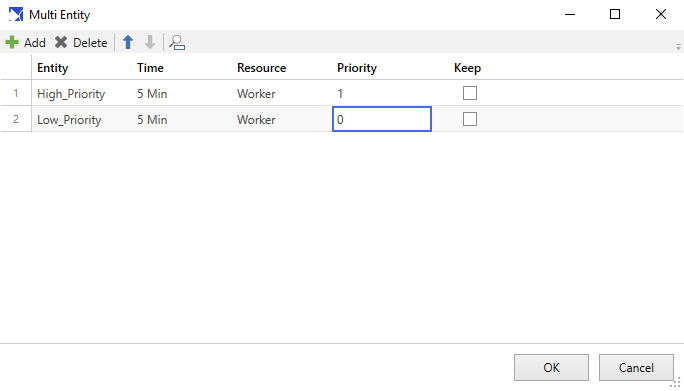 Multi Entity
Add Delete
Entity Time Resource Priority Keep
1 High_Priority 5 Min Worker 1
2 Low_Priority 5 Min Worker 0
OK Cancel